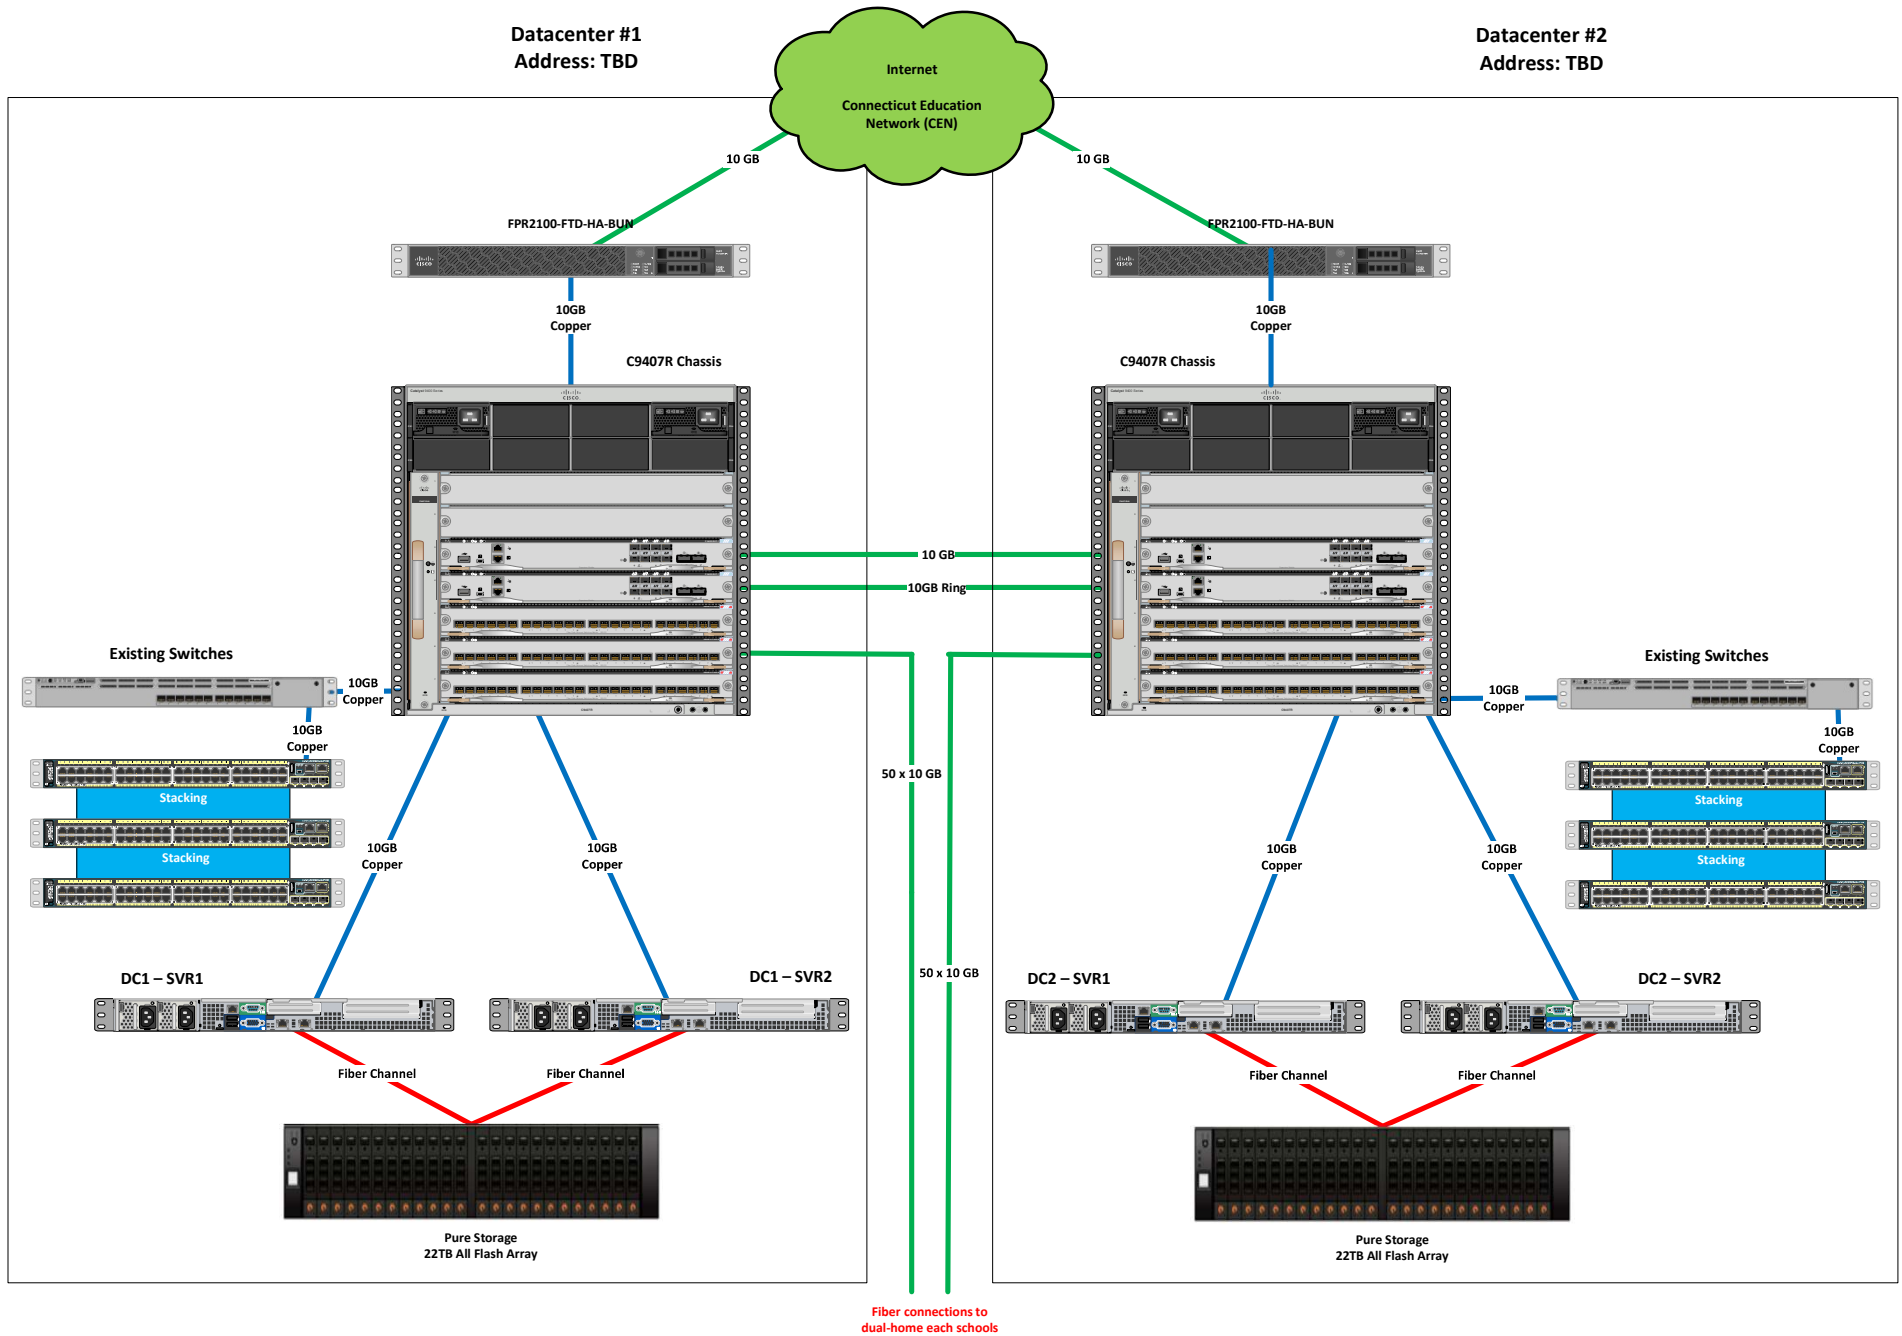 Datacenter #1
Address: TBD
Datacenter #2
Address: TBD
Internet
Connecticut Education
Network (CEN)
10 GB
10 GB
FPR2100-FTD-HA-BUN
FPR2100-FTD-HA-BUN
CISCO
CISCO
10GB
Copper
10GB
Copper
C9407R Chassis
C9407R Chassis
CISCO
CISCO
10 GB
10GB Ring
Existing Switches
Existing Switches
10GB
Copper
10GB
Copper
10GB
Copper
10GB
Copper
50 x 10 GB
Stacking
Stacking
Stacking
Stacking
10GB
Copper
10GB
Copper
10GB
Copper
10GB
Copper
50 x 10 GB
DC1 – SVR1
DC1 – SVR2
DC2 – SVR1
DC2 – SVR2
Fiber Channel
Fiber Channel
Fiber Channel
Fiber Channel
Pure Storage
22TB All Flash Array
Pure Storage
22TB All Flash Array
Fiber connections to
dual-home each schools